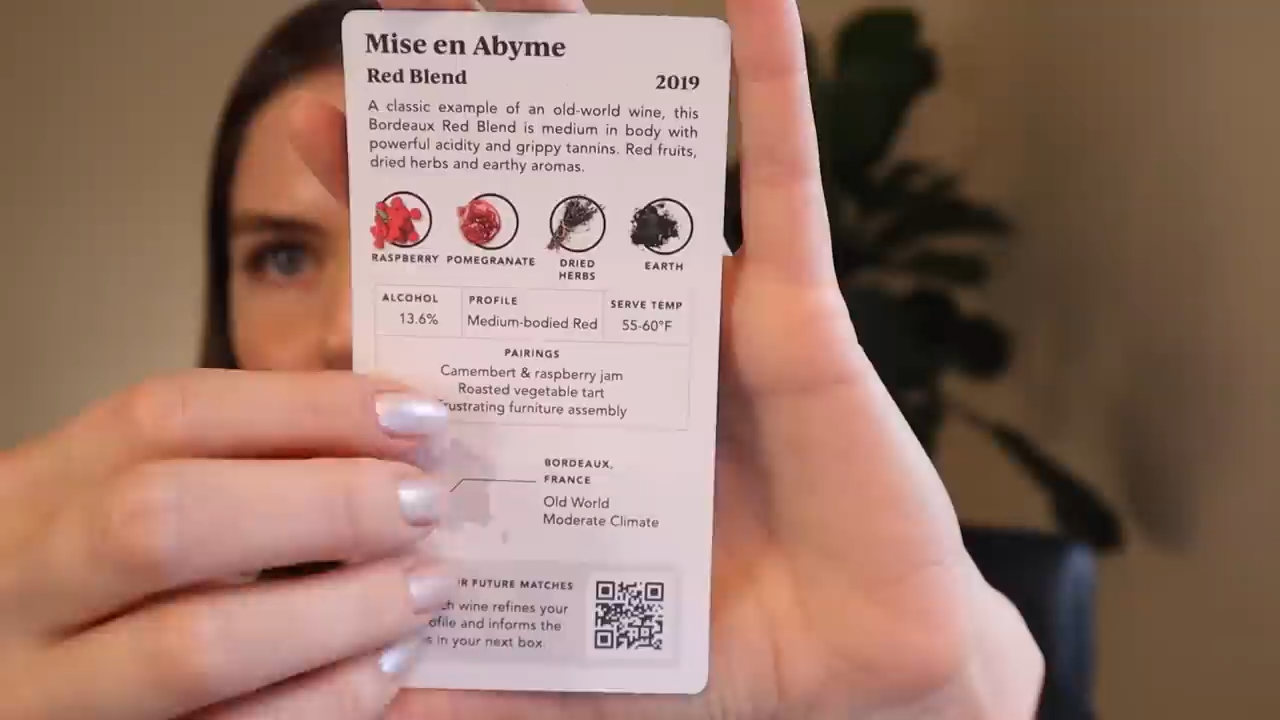 Mise en Abyme
Red Blend
2019
A classic example of an old-world wine, this
Bordeaux Red Blend is medium in body with
powerful acidity and grippy tannins. Red fruits,
dried herbs and earthy aromas.
RASPBERRY
POMEGRANATE
DRIED
HERBS
EARTH
ALCOHOL
13.6%
PROFILE
Medium-bodied Red
SERVE TEMP
55-60°F
PAIRINGS
Camembert & raspberry jam
Roasted vegetable tart
furniture assembly
BORDEAUX,
FRANCE
Old World
Moderate Climate
FUTURE MATCHES
wine refines your
and informs the
in your next box.